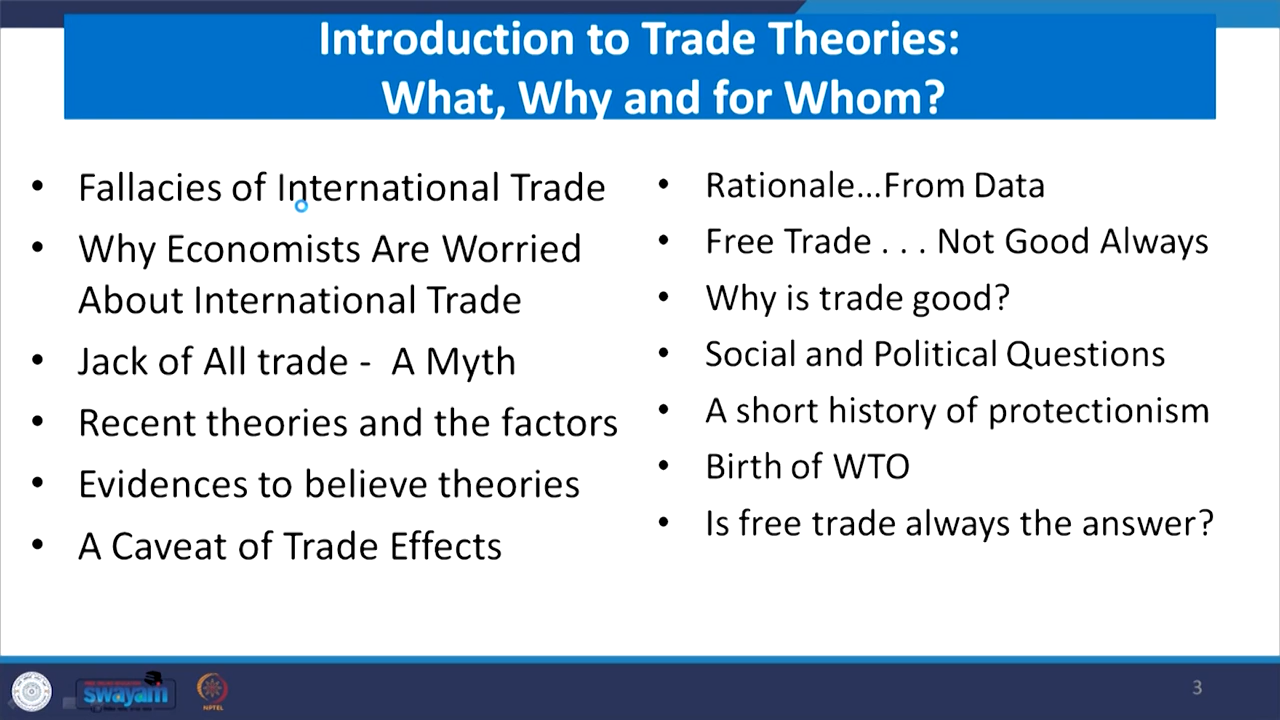 Introduction to Trade Theories:
What, Why and for Whom?
• Fallacies of International Trade
• Why Economists Are Worried
About International Trade
• Jack of All trade - A Myth
• Recent theories and the factors
• Evidences to believe theories
• A Caveat of Trade Effects
• Rationale...From Data
• Free Trade . . . Not Good Always
• Why is trade good?
• Social and Political Questions
• A short history of protectionism
• Birth of WTO
• Is free trade always the answer?
swayam
NPTEL
3